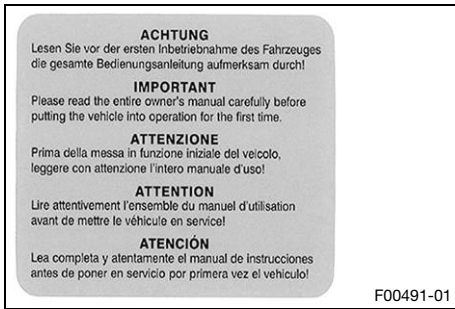 ACHTUNG
Lesen Sie vor der ersten Inbetriebnahme des Fahrzeuges
die gesamte Bedienungsanleitung aufmerksam durch!
IMPORTANT
Please read the entire owner's manual carefully before
putting the vehicle into operation for the first time.
ATTENZIONE
Prima della messa in funzione iniziale del veicolo,
leggere con attenzione l'intero manuale d'uso!
ATTENTION
Lire attentivement l'ensemble du manuel d'utilisation
avant de mettre le véhicule en service!
ATENCIÓN
Lea completa y atentamente el manual de instrucciones
antes de poner en servicio por primera vez el vehiculo!
F00491-01